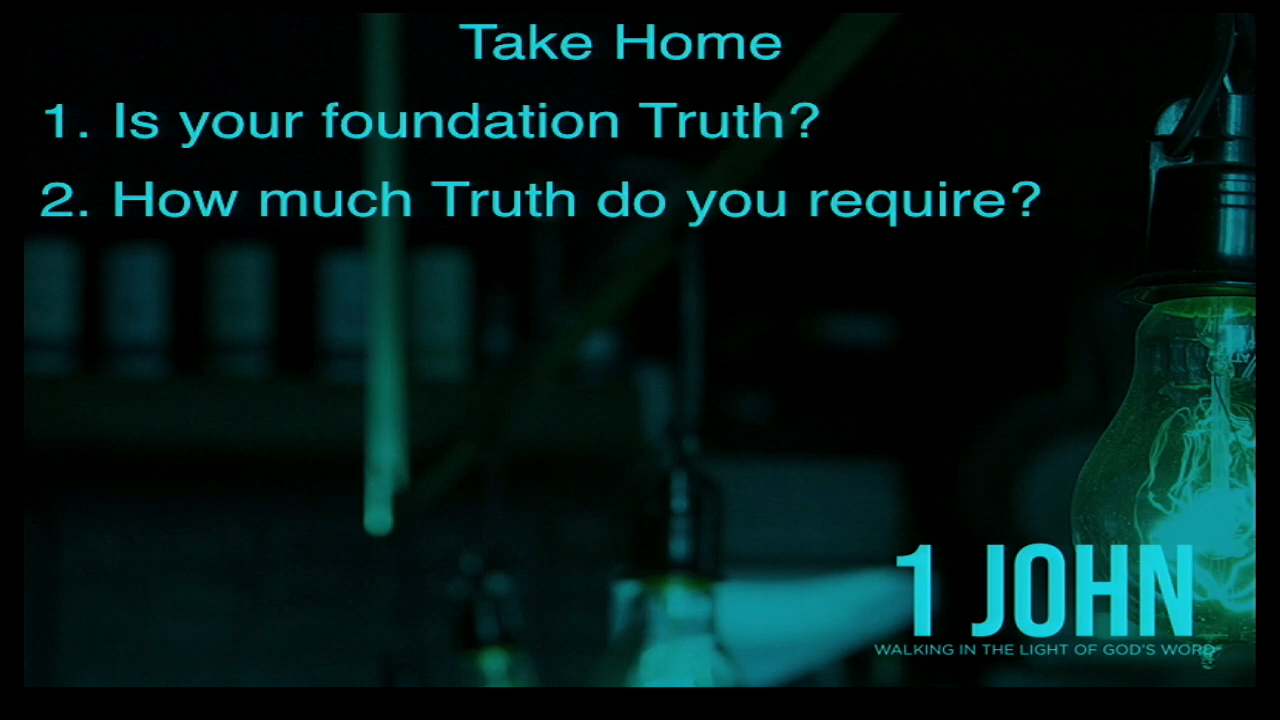 Take Home
1. Is your foundation Truth?
2. How much Truth do you require?
1 JOHN
WALKING IN THE LIGHT OF GOD'S WORD